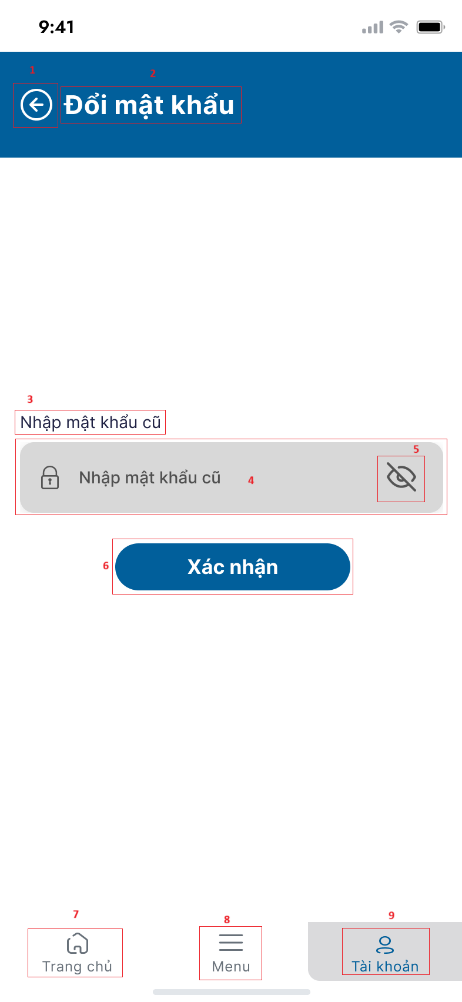 9:41
1
2
Đổi mật khẩu
3
Nhập mật khẩu cũ
5
Nhập mật khẩu cũ
4
6
Xác nhận
7
8
9
Trang chủ
Menu
Tài khoản